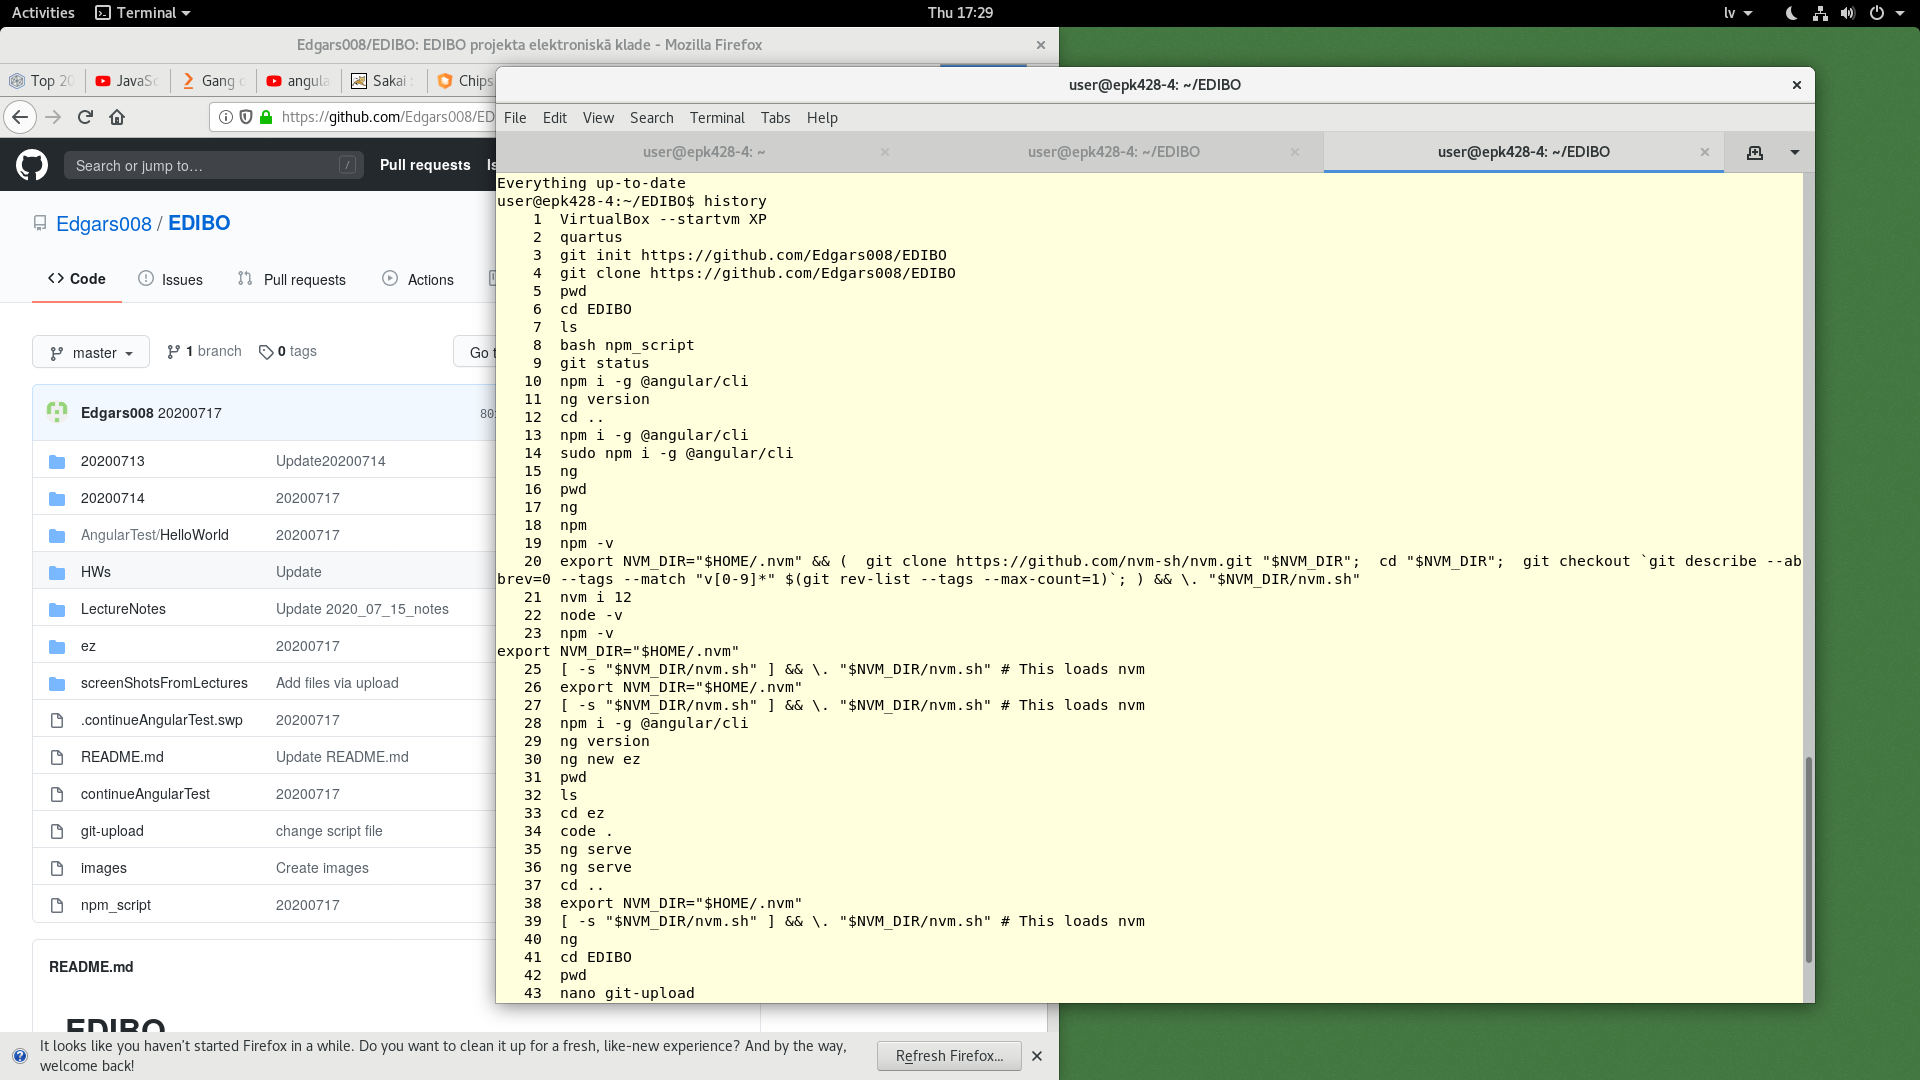 Activities
Terminal
Thu 17:29
lv
Edgars008/EDIBO: EDIBO projekta elektroniskā klade - Mozilla Firefox
Top 20
JavaSc
Gang
angula
Sakai
Chips
https://github.com/Edgars008/ED
Search or jump to…
/
Pull requests
Is
Edgars008 / EDIBO
Code
Issues
Pull requests
Actions
master
1 branch
0 tags
Go t
Edgars008 20200717
20200713 Update20200714
20200714 20200717
AngularTest/HelloWorld 20200717
HWs Update
LectureNotes Update 2020_07_15_notes
ez 20200717
screenShotsFromLectures Add files via upload
.continueAngularTest.swp 20200717
README.md Update README.md
continueAngularTest 20200717
git-upload change script file
images Create images
npm_script 20200717
README.md
EDIBO
It looks like you haven't started Firefox in a while. Do you want to clean it up for a fresh, like-new experience? And by the way,
welcome back!
Refresh Firefox...
user@epk428-4: ~/EDIBO
File Edit View Search Terminal Tabs Help
user@epk428-4: ~
user@epk428-4: ~/EDIBO
user@epk428-4: ~/EDIBO
Everything up-to-date
user@epk428-4:~/EDIBO$ history
1 VirtualBox --startvm XP
2 quartus
3 git init https://github.com/Edgars008/EDIBO
4 git clone https://github.com/Edgars008/EDIBO
5 pwd
6 cd EDIBO
7 ls
8 bash npm_script
9 git status
10 npm i -g @angular/cli
11 ng version
12 cd ..
13 npm i -g @angular/cli
14 sudo npm i -g @angular/cli
15 ng
16 pwd
17 ng
18 npm
19 npm -v
20 export NVM_DIR="$HOME/.nvm" && (  git clone https://github.com/nvm-sh/nvm.git "$NVM_DIR";  cd "$NVM_DIR";  git checkout `git describe --ab
brev=0 --tags --match "v[0-9]*" $(git rev-list --tags --max-count=1)`; ) && \. "$NVM_DIR/nvm.sh"
21 nvm i 12
22 node -v
23 npm -v
export NVM_DIR="$HOME/.nvm"
25 [ -s "$NVM_DIR/nvm.sh" ] && \. "$NVM_DIR/nvm.sh" # This loads nvm
26 export NVM_DIR="$HOME/.nvm"
27 [ -s "$NVM_DIR/nvm.sh" ] && \. "$NVM_DIR/nvm.sh" # This loads nvm
28 npm i -g @angular/cli
29 ng version
30 ng new ez
31 pwd
32 ls
33 cd ez
34 code .
35 ng serve
36 ng serve
37 cd ..
38 export NVM_DIR="$HOME/.nvm"
39 [ -s "$NVM_DIR/nvm.sh" ] && \. "$NVM_DIR/nvm.sh" # This loads nvm
40 ng
41 cd EDIBO
42 pwd
43 nano git-upload